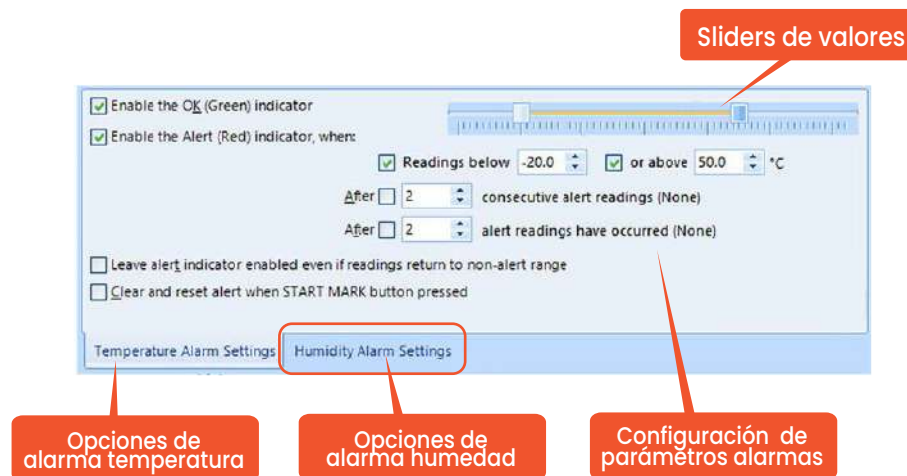 Sliders de valores
Enable the OK (Green) indicator
Enable the Alert (Red) indicator, when:
Readings below -20.0 or above 50.0 °C
After 2 consecutive alert readings (None)
After 2 alert readings have occurred (None)
Leave alert indicator enabled even if readings return to non-alert range
Clear and reset alert when START MARK button pressed
Temperature Alarm Settings Humidity Alarm Settings
Opciones de
alarma temperatura
Opciones de
alarma humedad
Configuración de
parámetros alarmas